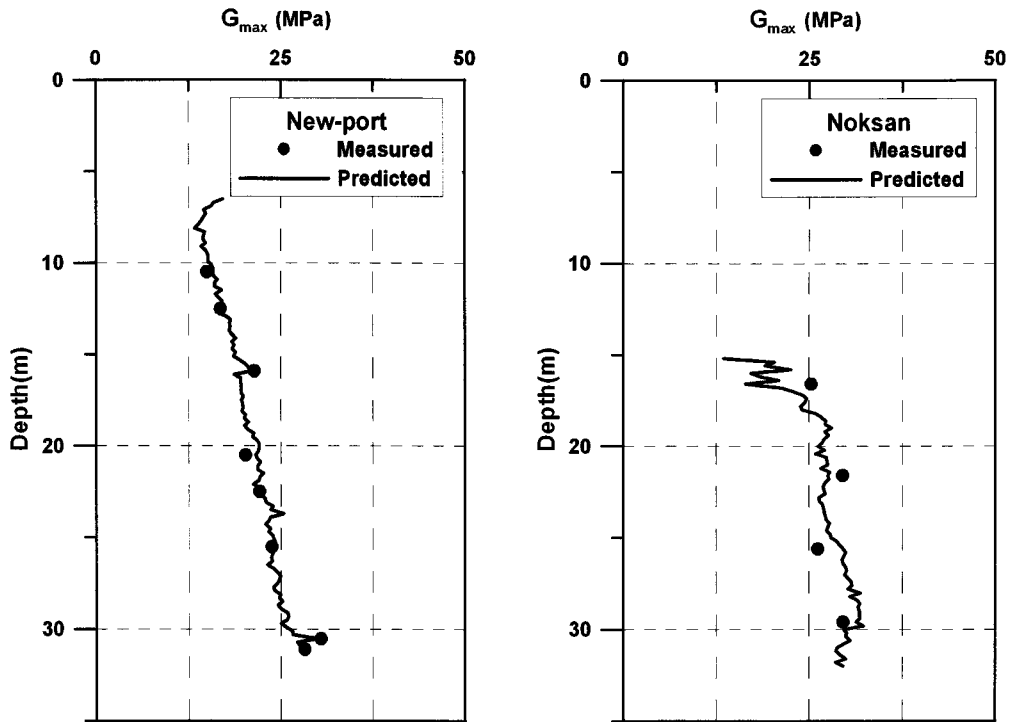 G_max (MPa)
0 25 50
0
10
20
30
Depth(m)
New-port
Measured
Predicted
G_max (MPa)
0 25 50
0
10
20
30
Depth(m)
Noksan
Measured
Predicted